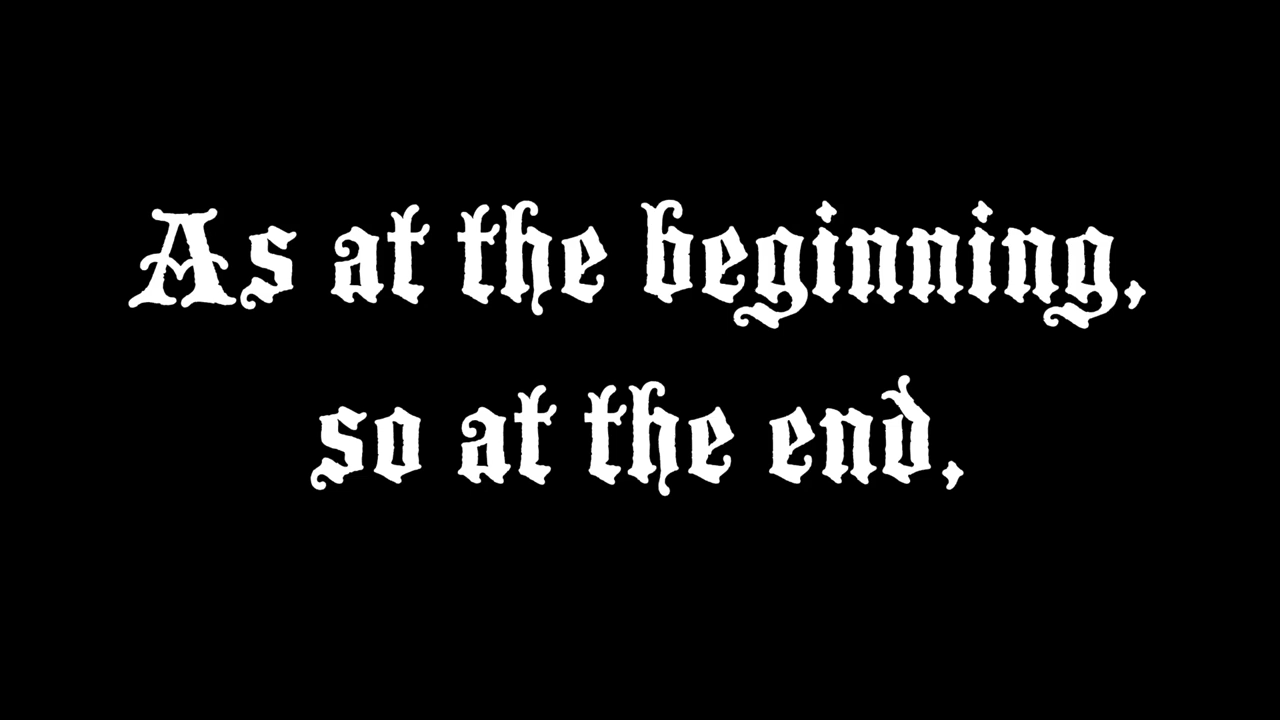 As at the beginning,
so at the end,